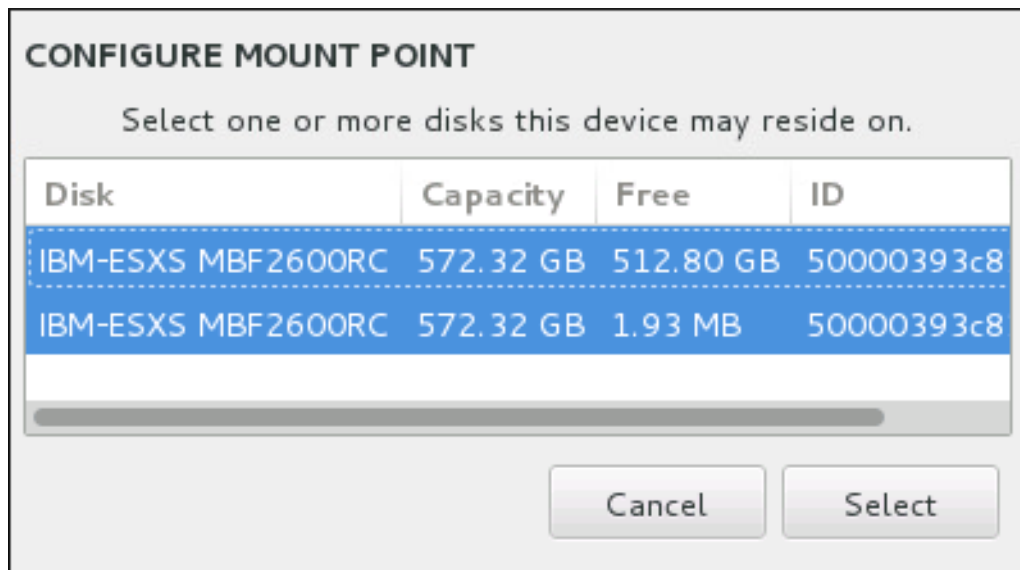 CONFIGURE MOUNT POINT
Select one or more disks this device may reside on.
Disk Capacity Free ID
IBM-ESXS MBF2600RC 572.32 GB 512.80 GB 50000393c8
IBM-ESXS MBF2600RC 572.32 GB 1.93 MB 50000393c8
Cancel Select